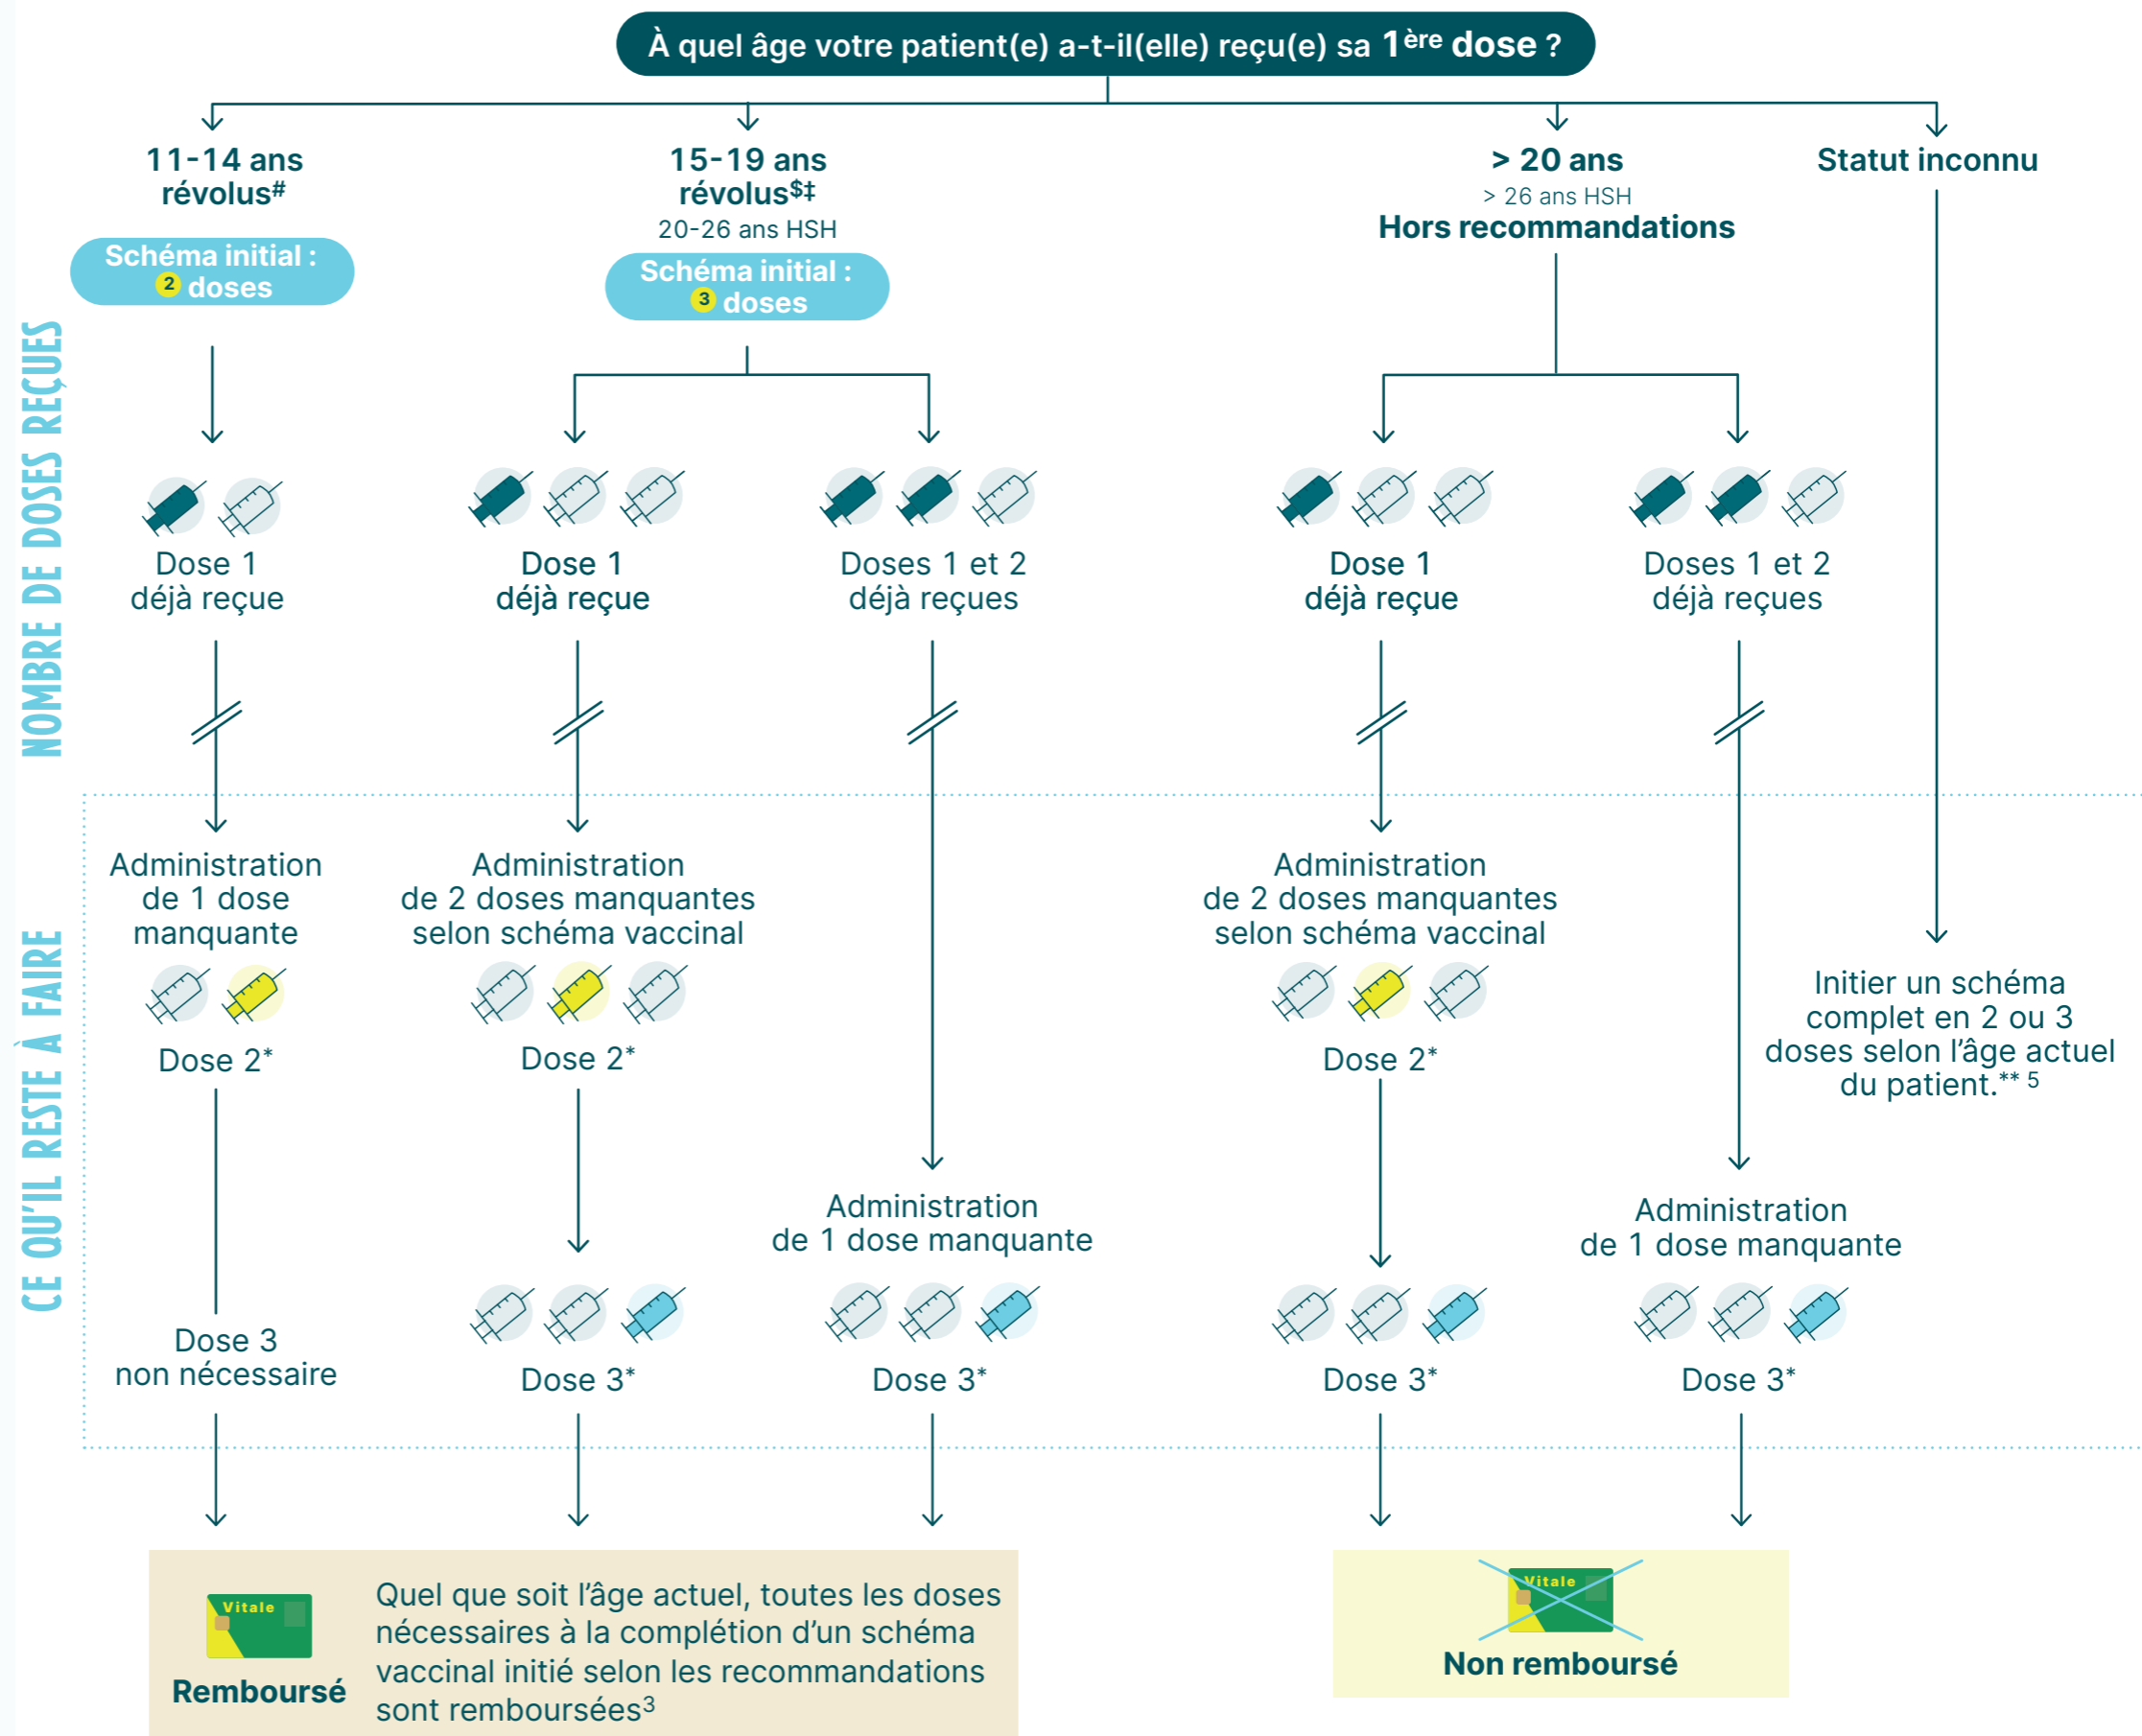 À quel âge votre patient(e) a-t-il(elle) reçu(e) sa 1ère dose ?
11-14 ans
révolus#
Schéma initial :
2 doses
15-19 ans
révolus$‡
20-26 ans HSH
Schéma initial :
3 doses
> 20 ans
> 26 ans HSH
Hors recommandations
Statut inconnu
NOMBRE DE DOSES REÇUES
Dose 1
déjà reçue
Dose 1
déjà reçue
Doses 1 et 2
déjà reçues
Dose 1
déjà reçue
Doses 1 et 2
déjà reçues
CE QU'IL RESTE À FAIRE
Administration
de 1 dose
manquante
Dose 2*
Dose 3
non nécessaire
Administration
de 2 doses manquantes
selon schéma vaccinal
Dose 2*
Dose 3*
Administration
de 1 dose manquante
Dose 3*
Administration
de 2 doses manquantes
selon schéma vaccinal
Dose 2*
Dose 3*
Administration
de 1 dose manquante
Dose 3*
Initier un schéma
complet en 2 ou 3
doses selon l'âge actuel
du patient.** 5
Vitale
Remboursé
Quel que soit l'âge actuel, toutes les doses
nécessaires à la complétion d'un schéma
vaccinal initié selon les recommandations
sont remboursées3
Vitale
Non remboursé